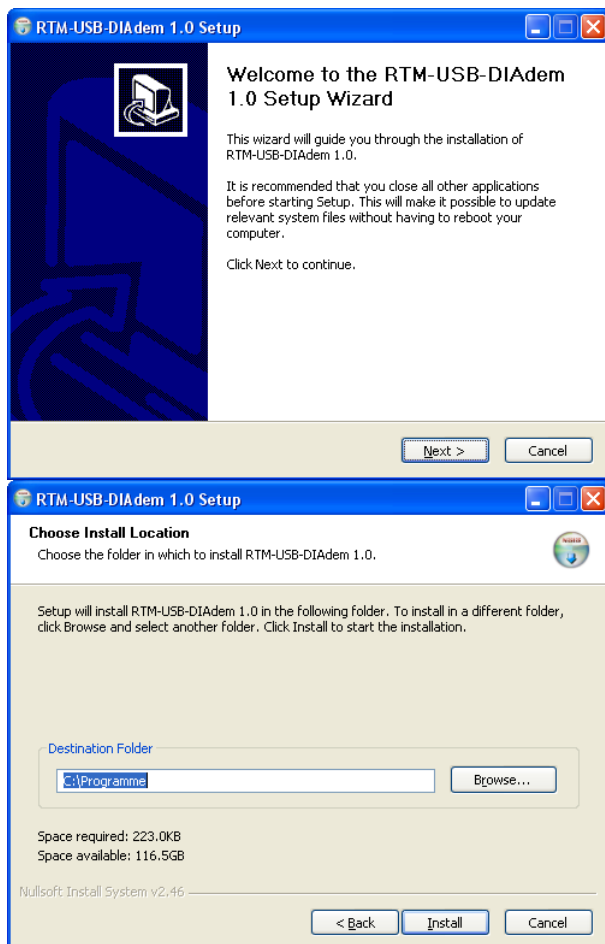 RTM-USB-DIAdem 1.0 Setup
Welcome to the RTM-USB-DIAdem
1.0 Setup Wizard
This wizard will guide you through the installation of
RTM-USB-DIAdem 1.0.
It is recommended that you close all other applications
before starting Setup. This will make it possible to update
relevant system files without having to reboot your
computer.
Click Next to continue.
Next >
Cancel
RTM-USB-DIAdem 1.0 Setup
Choose Install Location
Choose the folder in which to install RTM-USB-DIAdem 1.0.
Setup will install RTM-USB-DIAdem 1.0 in the following folder. To install in a different folder,
click Browse and select another folder. Click Install to start the installation.
Destination Folder
C:\Programme
Browse...
Space required: 223.0KB
Space available: 116.5GB
Nullsoft Install System v2.46
< Back
Install
Cancel